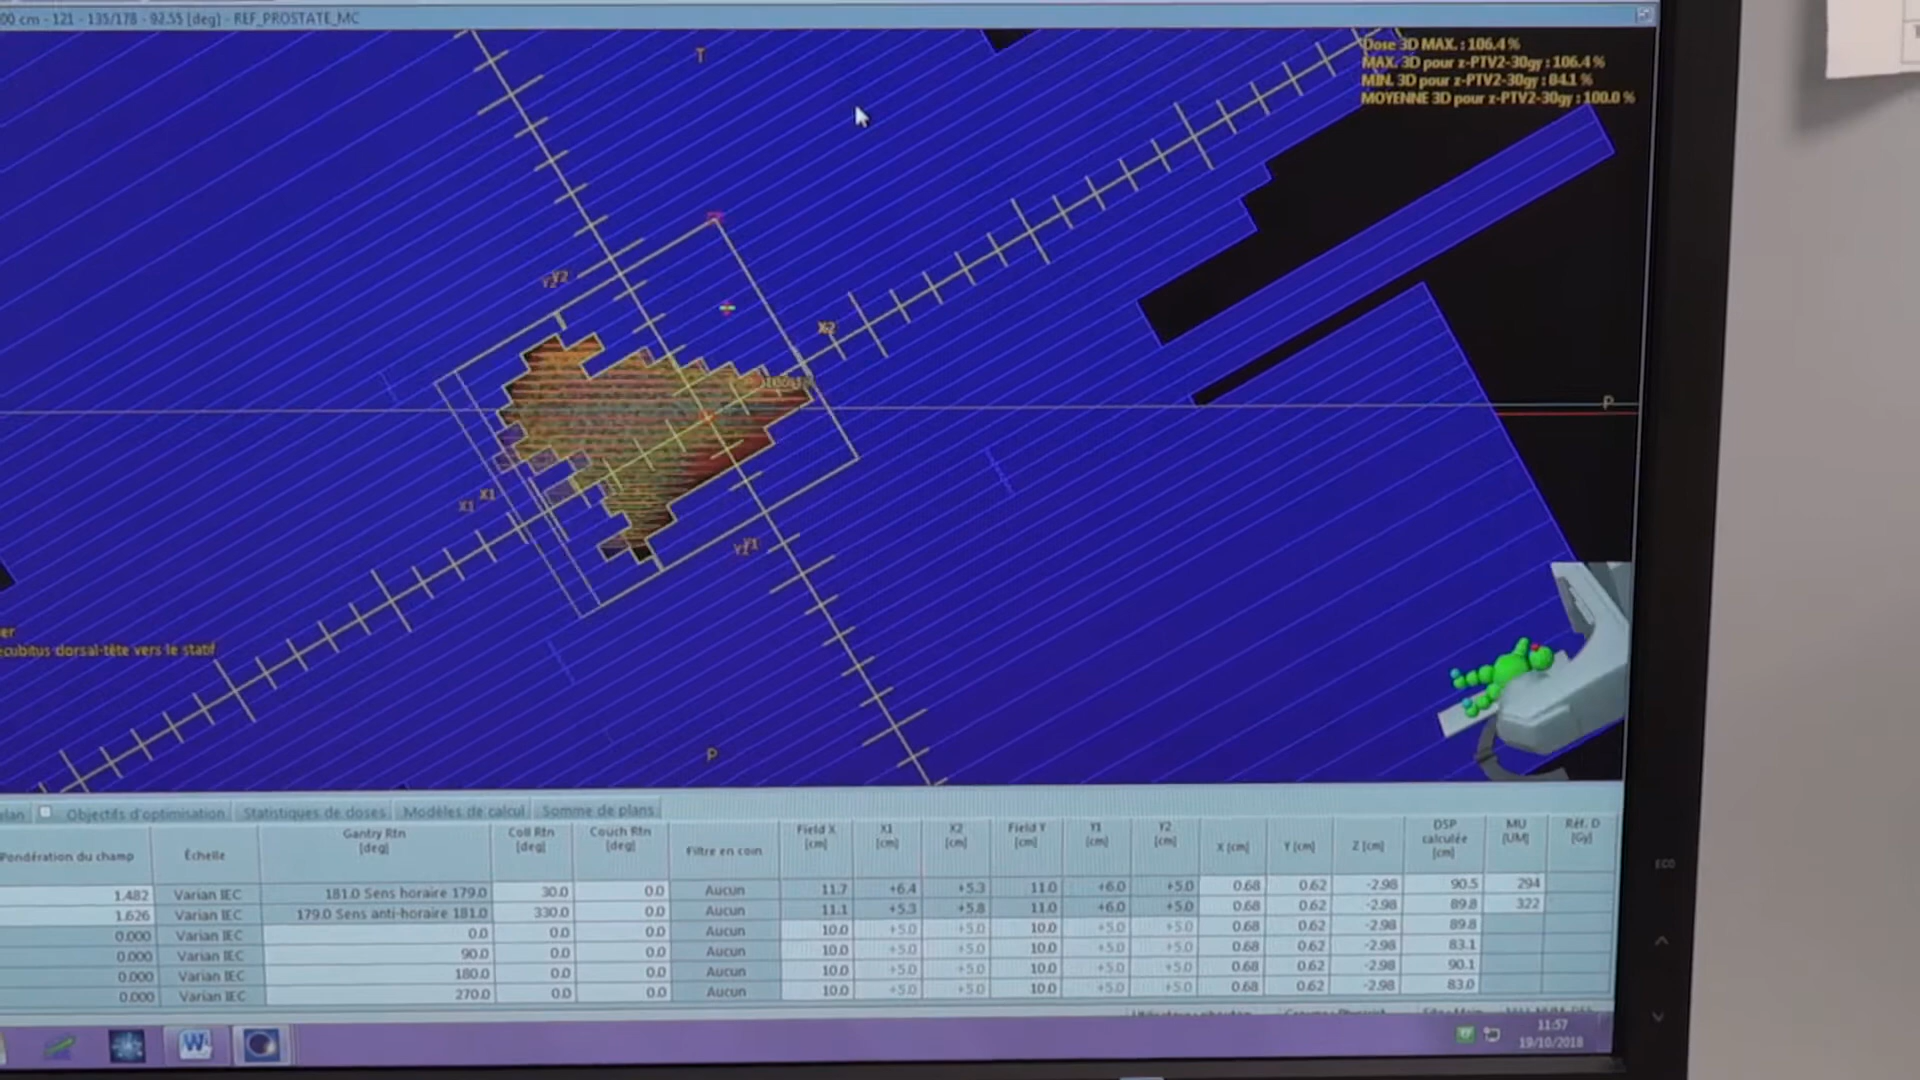 00 cm - 121 - 135/178 - 92.55 [deg] - REF_PROSTATE_MC
T
Dose 3D MAX. : 106.4 %
MAX. 3D pour z-PTV2-30gy : 106.4 %
MIN. 3D pour z-PTV2-30gy : 84.1 %
MOYENNE 3D pour z-PTV2-30gy : 100.0 %
Y2 Y2
X2
P
X1 X1
Y1 Y1
er
écubitus dorsal-tête vers le statif
P
plan Objectifs d'optimisation Statistiques de doses Modèles de calcul Somme de plans
Pondération du champ Échelle Gantry Rtn [deg] Coll Rtn [deg] Couch Rtn [deg] Filtre en coin Field X [cm] X1 [cm] X2 [cm] Field Y [cm] Y1 [cm] Y2 [cm] X [cm] Y [cm] Z [cm] DSP calculée [cm] MU [UM] Réf. D [Gy]
1.482 Varian IEC 181.0 Sens horaire 179.0 30.0 0.0 Aucun 11.7 +6.4 +5.3 11.0 +6.0 +5.0 0.68 0.62 -2.98 90.5 294
1.626 Varian IEC 179.0 Sens anti-horaire 181.0 330.0 0.0 Aucun 11.1 +5.3 +5.8 11.0 +6.0 +5.0 0.68 0.62 -2.98 89.8 322
0.000 Varian IEC 0.0 0.0 0.0 Aucun 10.0 +5.0 +5.0 10.0 +5.0 +5.0 0.68 0.62 -2.98 89.8
0.000 Varian IEC 90.0 0.0 0.0 Aucun 10.0 +5.0 +5.0 10.0 +5.0 +5.0 0.68 0.62 -2.98 83.1
0.000 Varian IEC 180.0 0.0 0.0 Aucun 10.0 +5.0 +5.0 10.0 +5.0 +5.0 0.68 0.62 -2.98 90.1
0.000 Varian IEC 270.0 0.0 0.0 Aucun 10.0 +5.0 +5.0 10.0 +5.0 +5.0 0.68 0.62 -2.98 83.0
11:57
19/10/2018
ECO